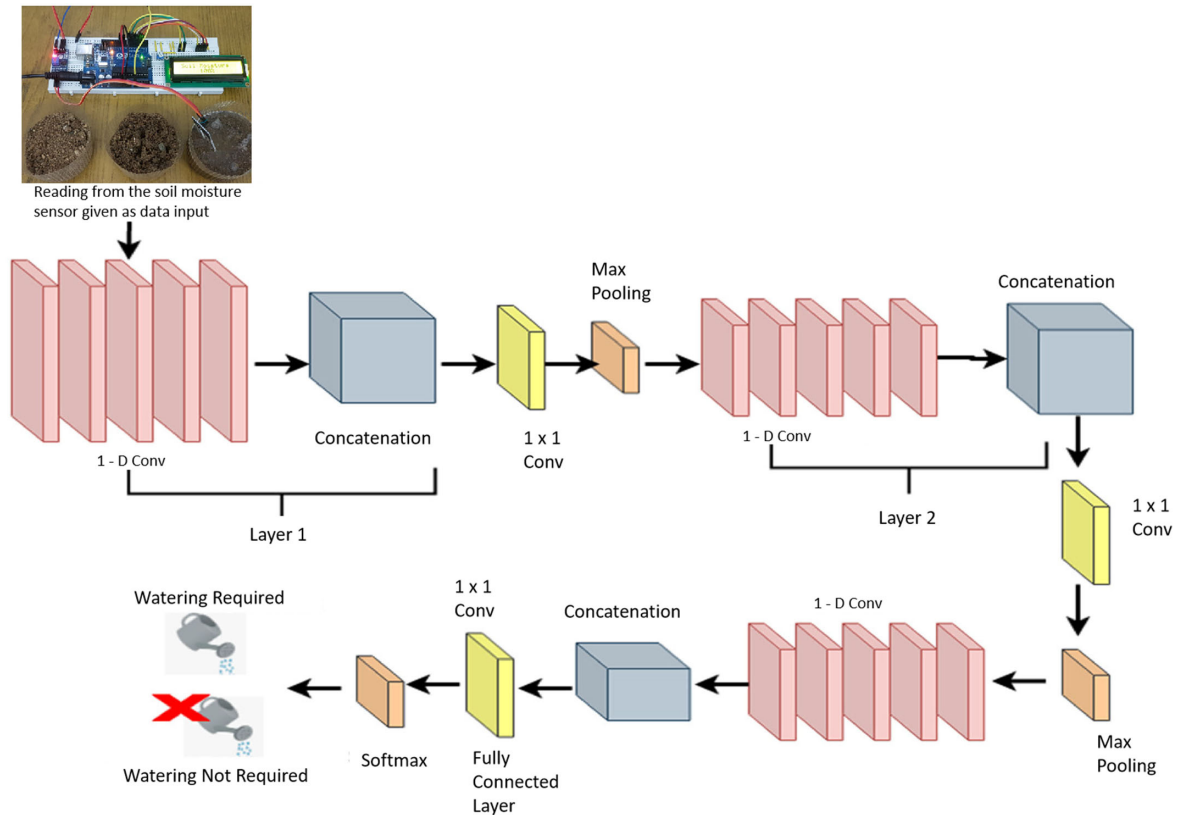 Reading from the soil moisture
sensor given as data input
Max
Pooling
Concatenation
1 - D Conv
Concatenation
1 x 1
Conv
1 - D Conv
Layer 1
Layer 2
1 x 1
Conv
Watering Required
1 x 1
Conv
Concatenation
1 - D Conv
Watering Not Required
Softmax
Fully
Connected
Layer
Max
Pooling